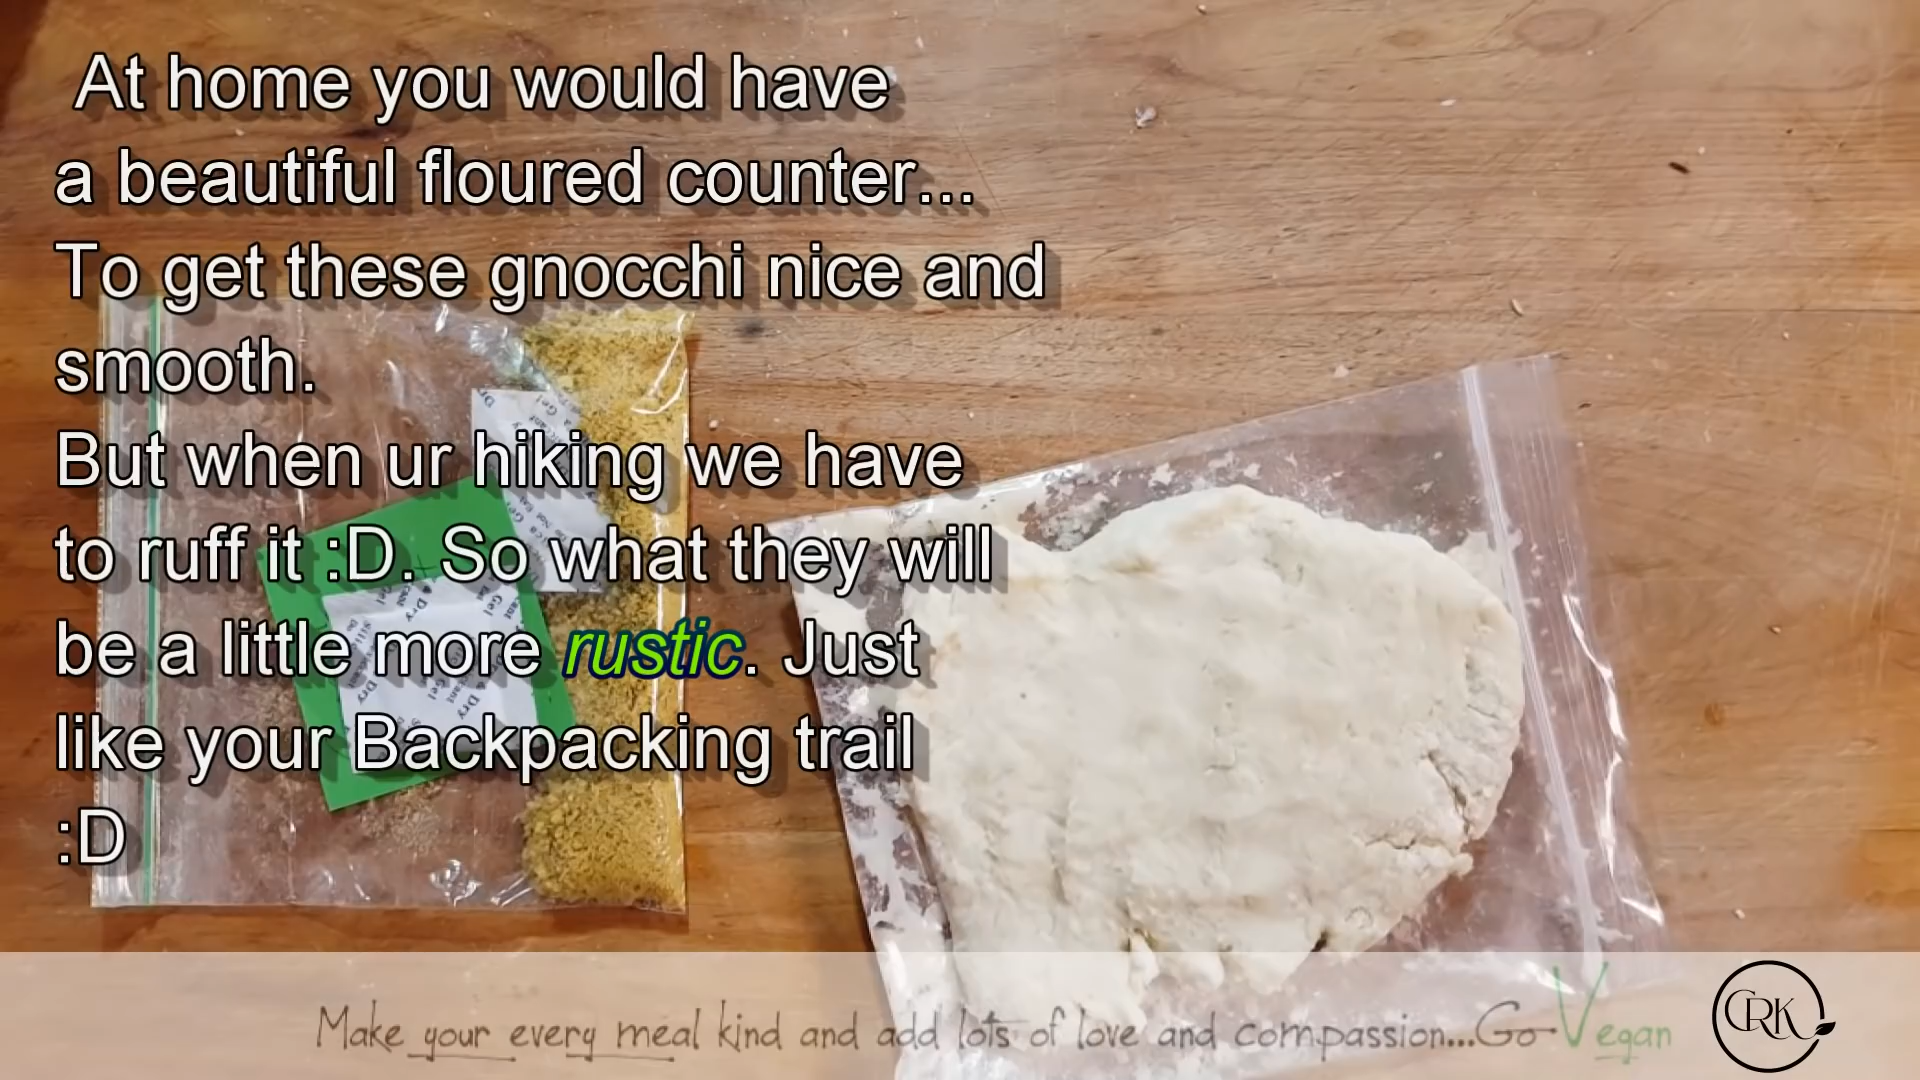 At home you would have
a beautiful floured counter...
To get these gnocchi nice and
smooth.
But when ur hiking we have
to ruff it :D. So what they will
be a little more rustic. Just
like your Backpacking trail
:D
Make your every meal kind and add lots of love and compassion...Go Vegan
CRK